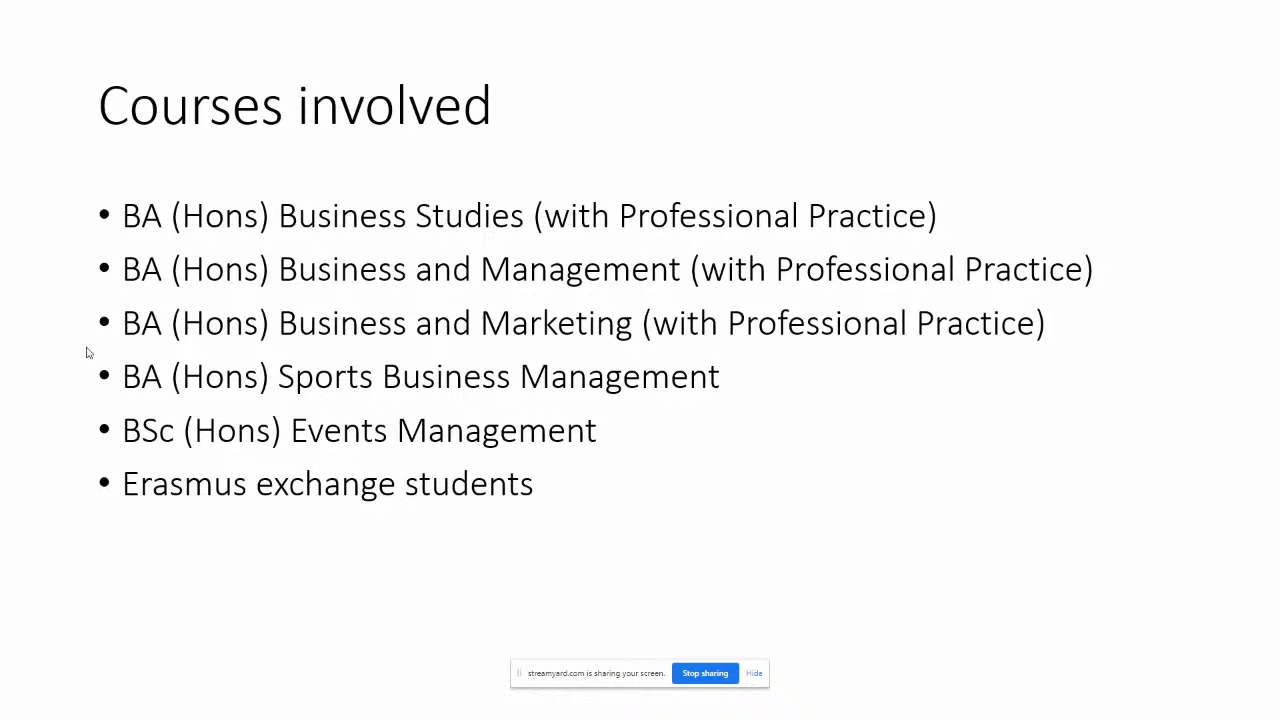 Courses involved
• BA (Hons) Business Studies (with Professional Practice)
• BA (Hons) Business and Management (with Professional Practice)
• BA (Hons) Business and Marketing (with Professional Practice)
• BA (Hons) Sports Business Management
• BSc (Hons) Events Management
• Erasmus exchange students
streamyard.com is sharing your screen. Stop sharing Hide